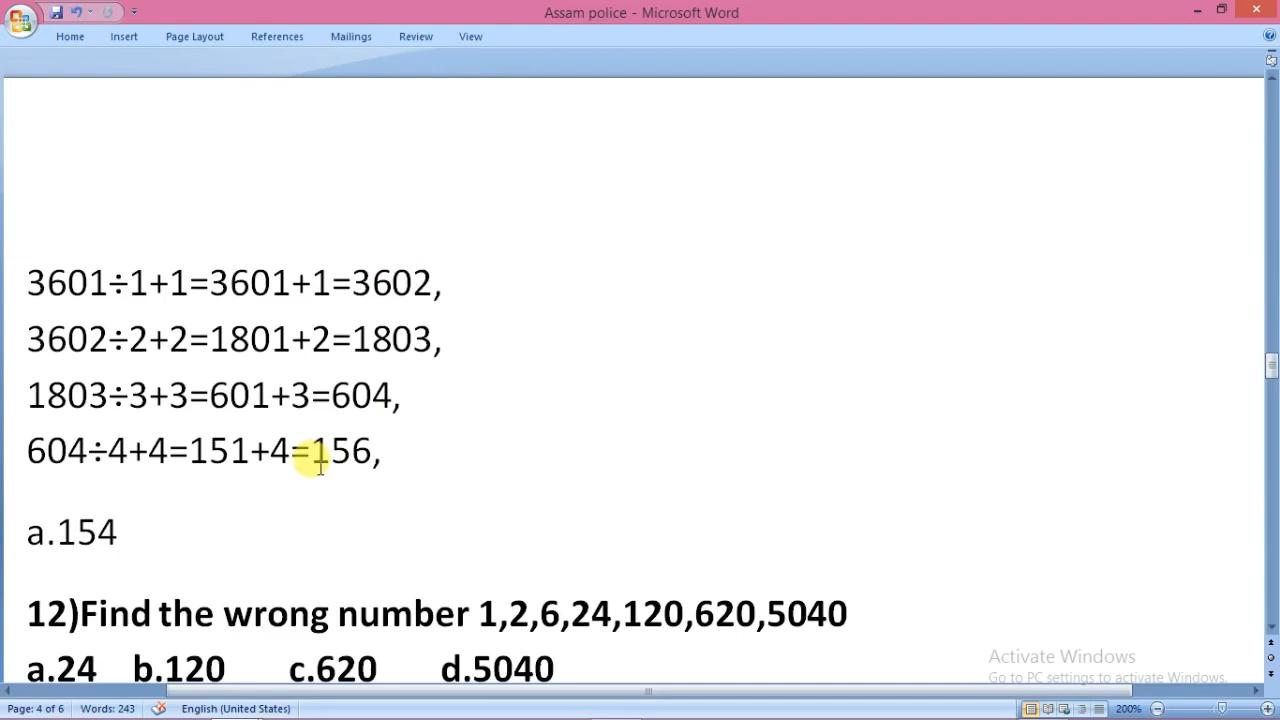 Assam police - Microsoft Word
Home Insert Page Layout References Mailings Review View
3601÷1+1=3601+1=3602,
3602÷2+2=1801+2=1803,
1803÷3+3=601+3=604,
604÷4+4=151+4=156,
a.154
12)Find the wrong number 1,2,6,24,120,620,5040
a.24 b.120 c.620 d.5040
Activate Windows
Go to PC settings to activate Windows.
Page: 4 of 6 Words: 243 English (United States) 200%